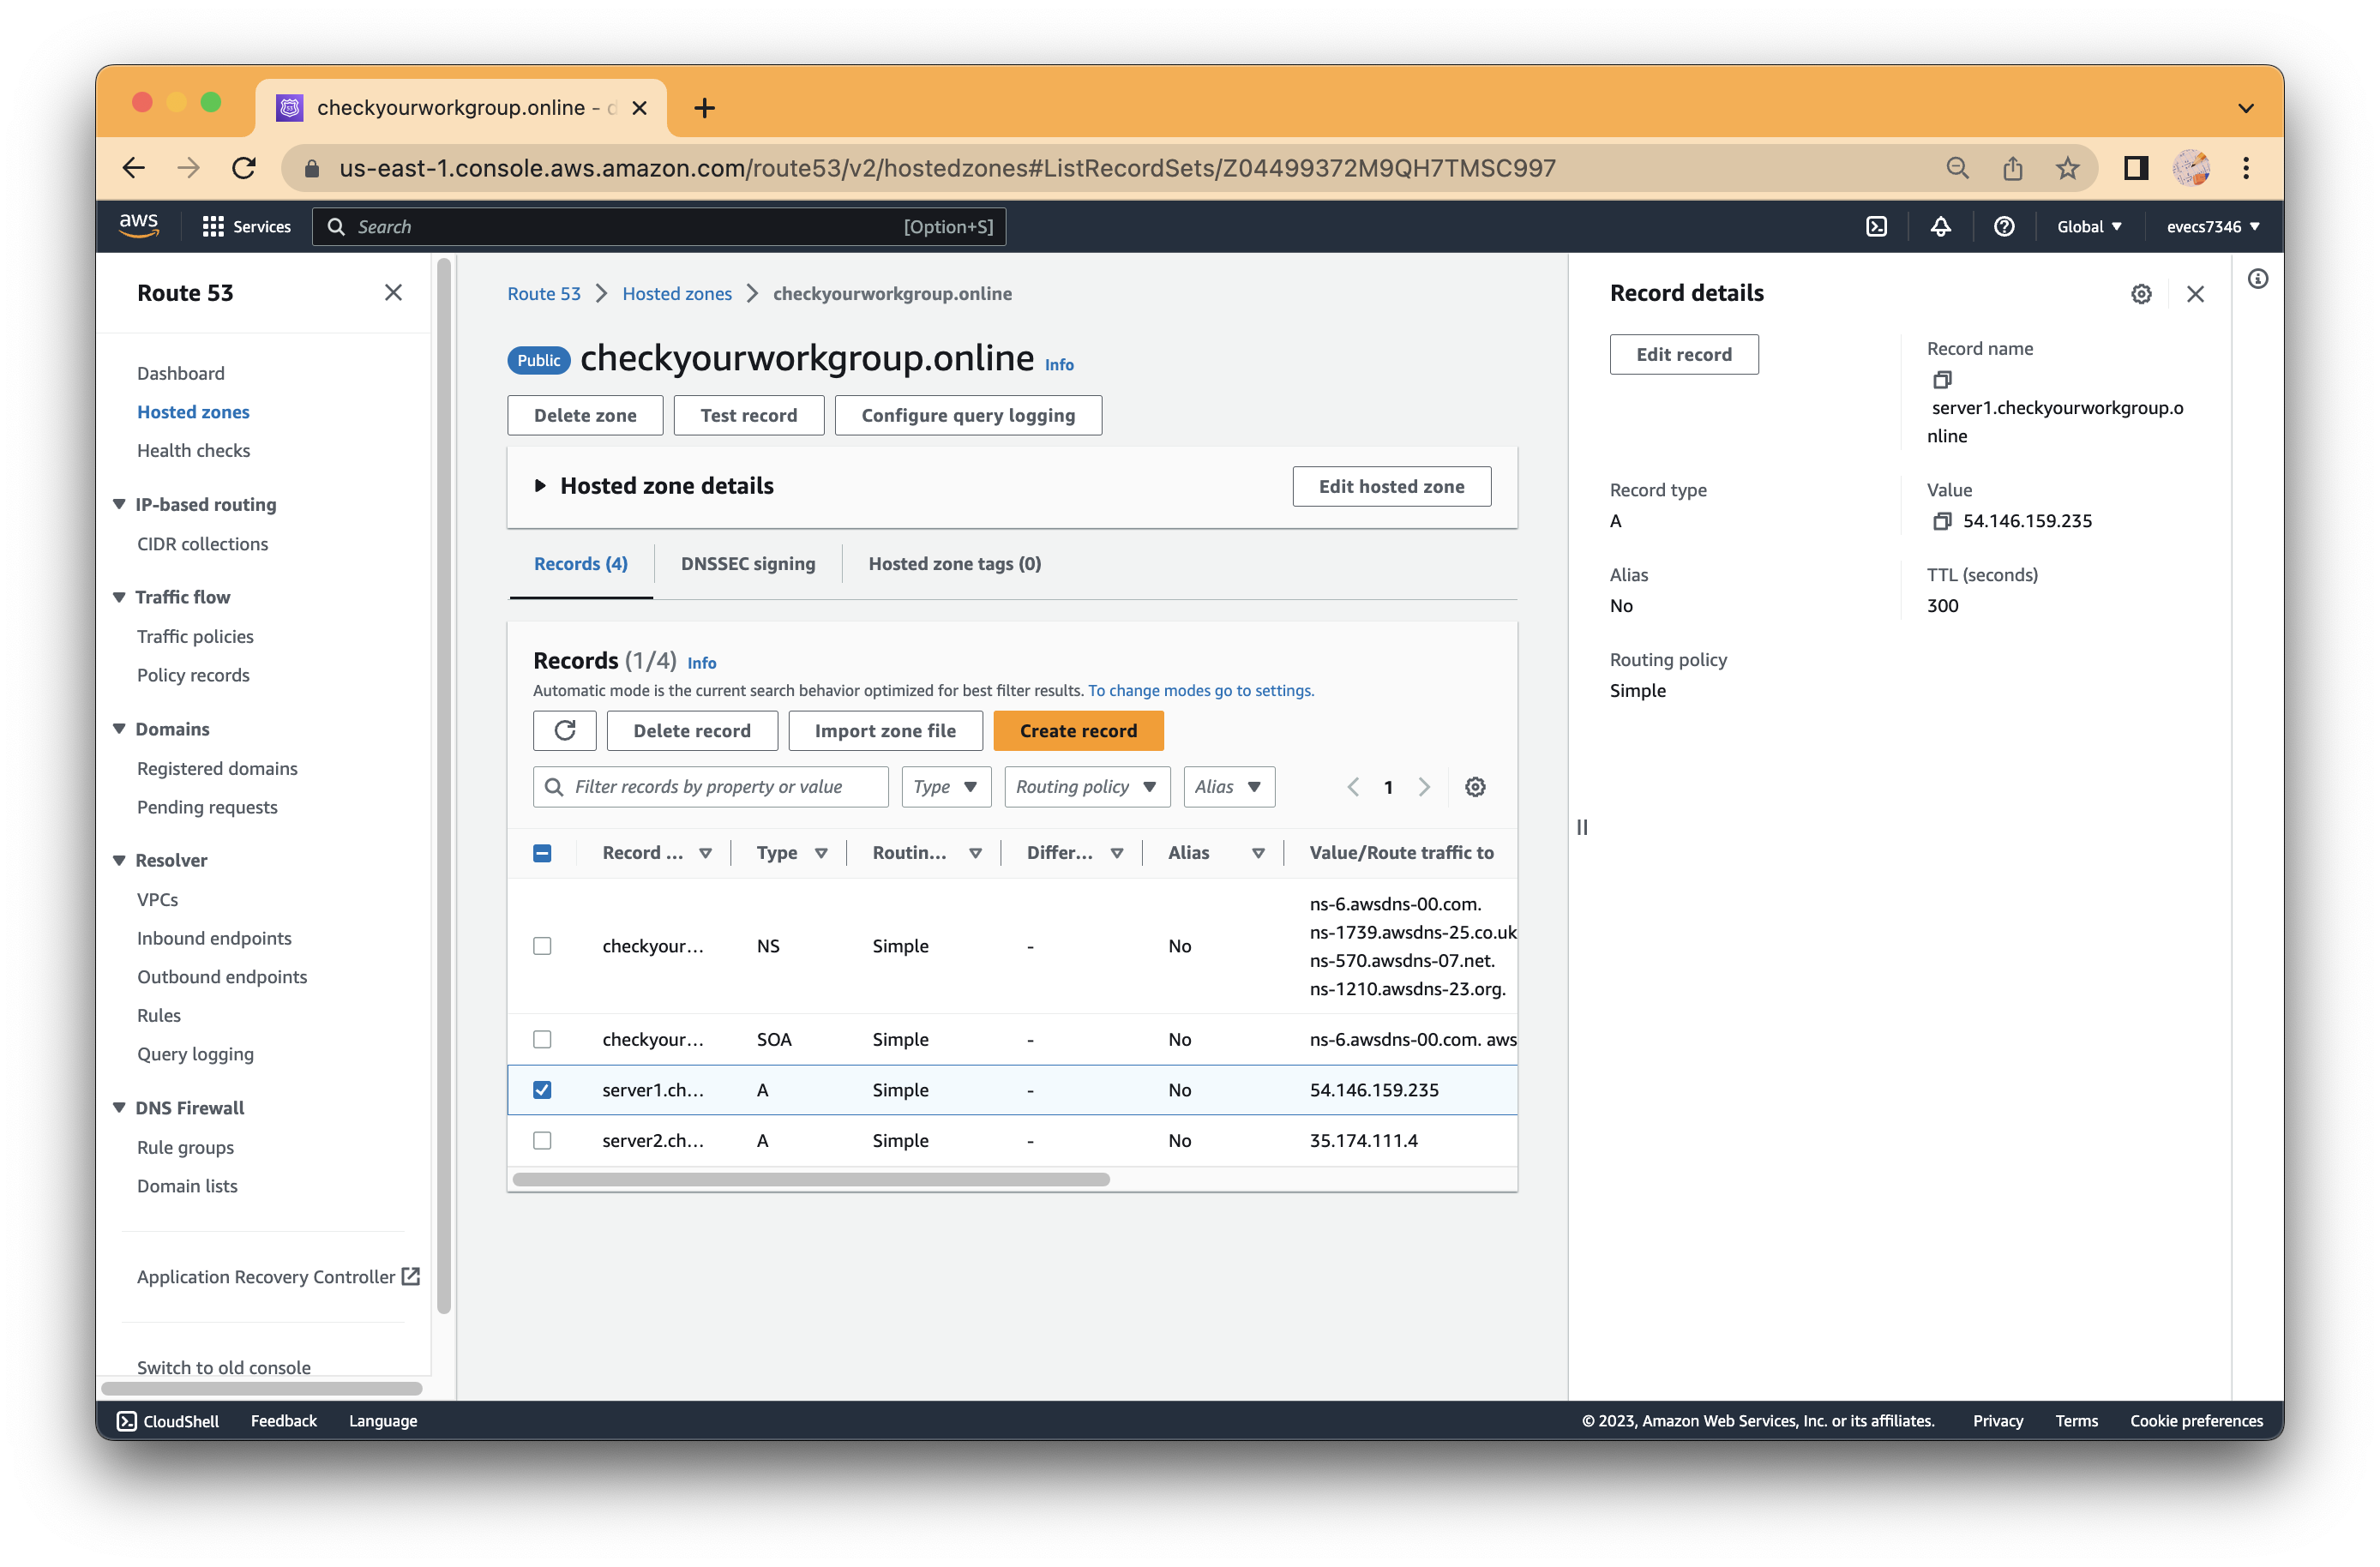 checkyourworkgroup.online - d
us-east-1.console.aws.amazon.com/route53/v2/hostedzones#ListRecordSets/Z04499372M9QH7TMSC997
aws
Services
Search
[Option+S]
Global
evecs7346
Route 53
Dashboard
Hosted zones
Health checks
IP-based routing
CIDR collections
Traffic flow
Traffic policies
Policy records
Domains
Registered domains
Pending requests
Resolver
VPCs
Inbound endpoints
Outbound endpoints
Rules
Query logging
DNS Firewall
Rule groups
Domain lists
Application Recovery Controller
Switch to old console
Route 53 > Hosted zones > checkyourworkgroup.online
Public checkyourworkgroup.online Info
Delete zone
Test record
Configure query logging
Hosted zone details
Edit hosted zone
Records (4)
DNSSEC signing
Hosted zone tags (0)
Records (1/4) Info
Automatic mode is the current search behavior optimized for best filter results. To change modes go to settings.
Delete record
Import zone file
Create record
Filter records by property or value
Type
Routing policy
Alias
1
Record ... Type Routin... Differ... Alias Value/Route traffic to
checkyour... NS Simple - No
ns-6.awsdns-00.com.
ns-1739.awsdns-25.co.uk
ns-570.awsdns-07.net.
ns-1210.awsdns-23.org.
checkyour... SOA Simple - No ns-6.awsdns-00.com. aws
server1.ch... A Simple - No 54.146.159.235
server2.ch... A Simple - No 35.174.111.4
Record details
Edit record
Record name
server1.checkyourworkgroup.o
nline
Record type
A
Value
54.146.159.235
Alias
No
TTL (seconds)
300
Routing policy
Simple
CloudShell
Feedback
Language
© 2023, Amazon Web Services, Inc. or its affiliates.
Privacy
Terms
Cookie preferences